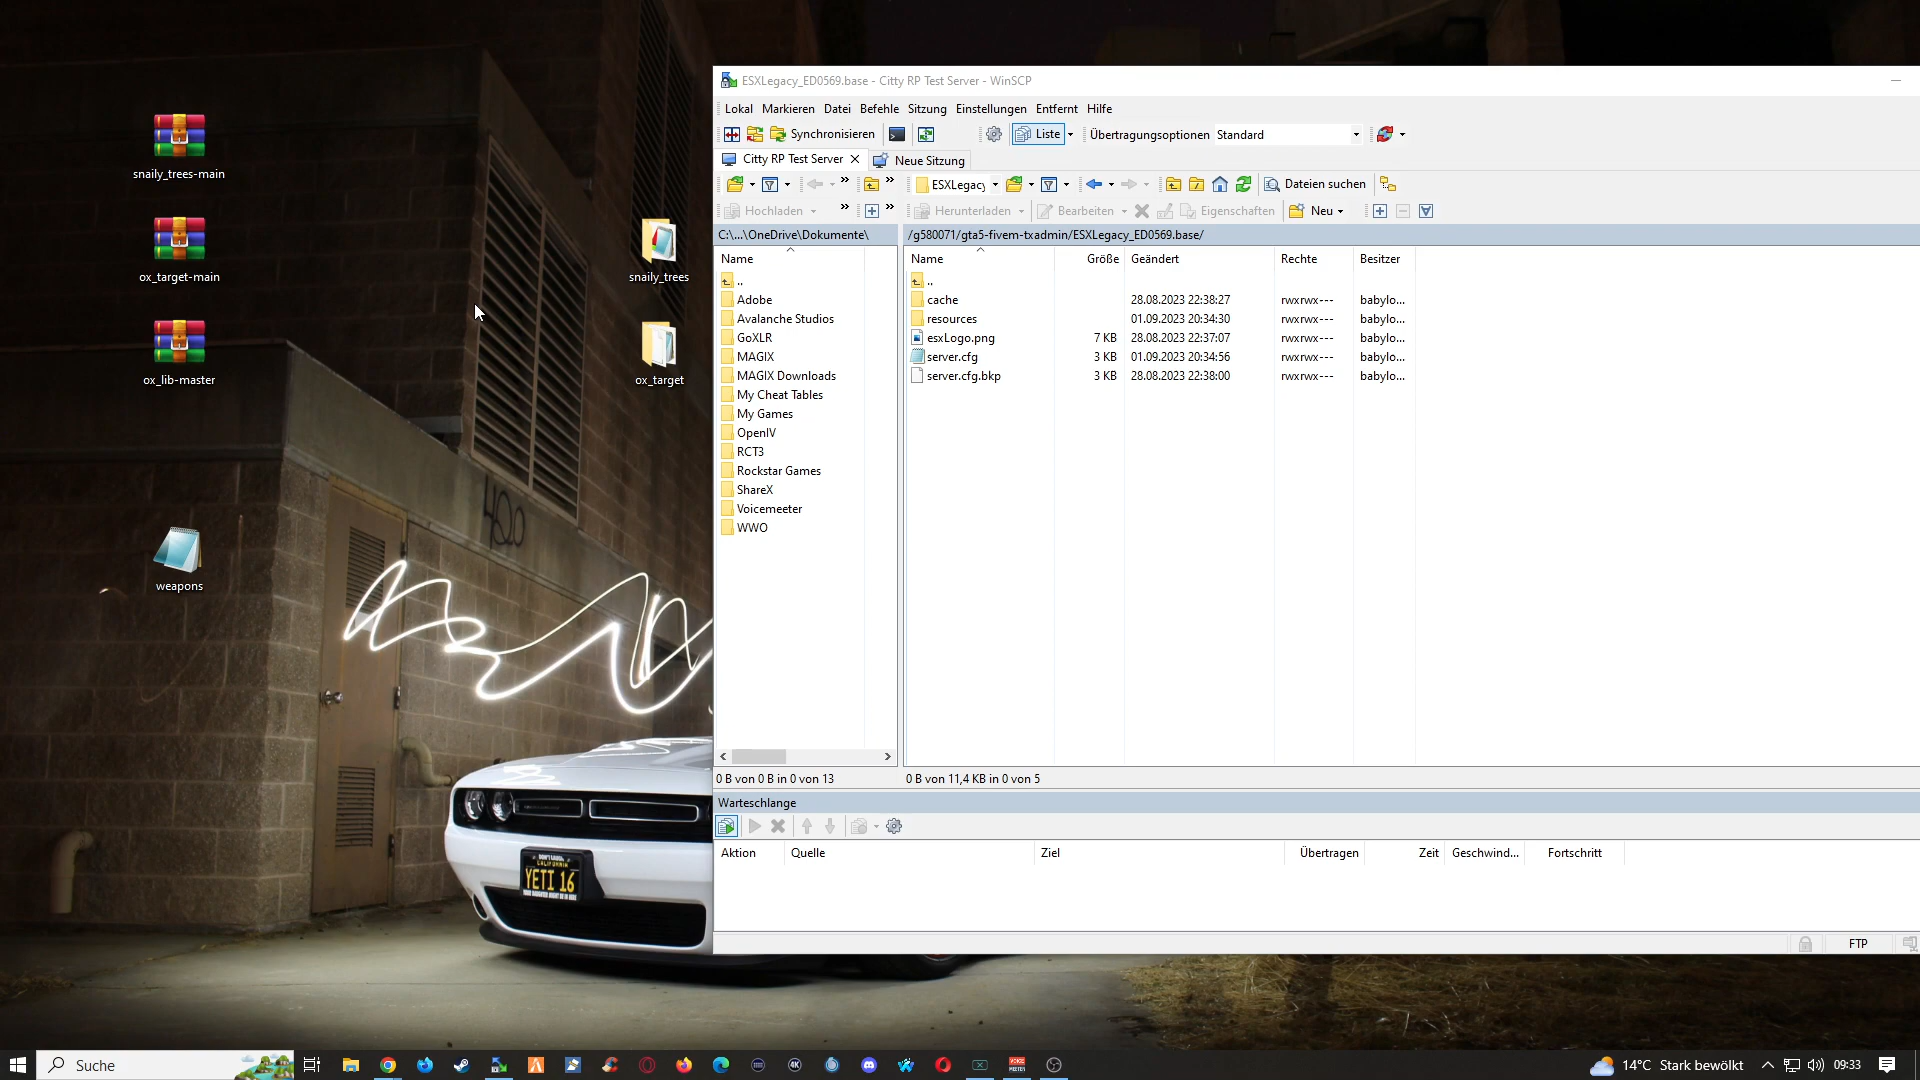 ESXLegacy_ED0569.base - Citty RP Test Server - WinSCP
Lokal Markieren Datei Befehle Sitzung Einstellungen Entfernt Hilfe
Synchronisieren Liste Übertragungsoptionen Standard
Citty RP Test Server Neue Sitzung
ESXLegacy Dateien suchen
Hochladen Herunterladen Bearbeiten Eigenschaften Neu
C:\...\OneDrive\Dokumente\ /g580071/gta5-fivem-txadmin/ESXLegacy_ED0569.base/
Name Name Größe Geändert Rechte Besitzer
.. ..
Adobe cache 28.08.2023 22:38:27 rwxrwx--- babylo...
Avalanche Studios resources 01.09.2023 20:34:30 rwxrwx--- babylo...
GoXLR esxLogo.png 7 KB 28.08.2023 22:37:07 rwxrwx--- babylo...
MAGIX server.cfg 3 KB 01.09.2023 20:34:56 rwxrwx--- babylo...
MAGIX Downloads server.cfg.bkp 3 KB 28.08.2023 22:38:00 rwxrwx--- babylo...
My Cheat Tables
My Games
OpenIV
RCT3
Rockstar Games
ShareX
Voicemeeter
WWO
0 B von 0 B in 0 von 13 0 B von 11,4 KB in 0 von 5
Warteschlange
Aktion Quelle Ziel Übertragen Zeit Geschwind... Fortschritt
FTP
snaily_trees-main
ox_target-main
snaily_trees
ox_lib-master
ox_target
weapons
400
CALIFORNIA
YETI 16
Suche
4K
14°C Stark bewölkt 09:33